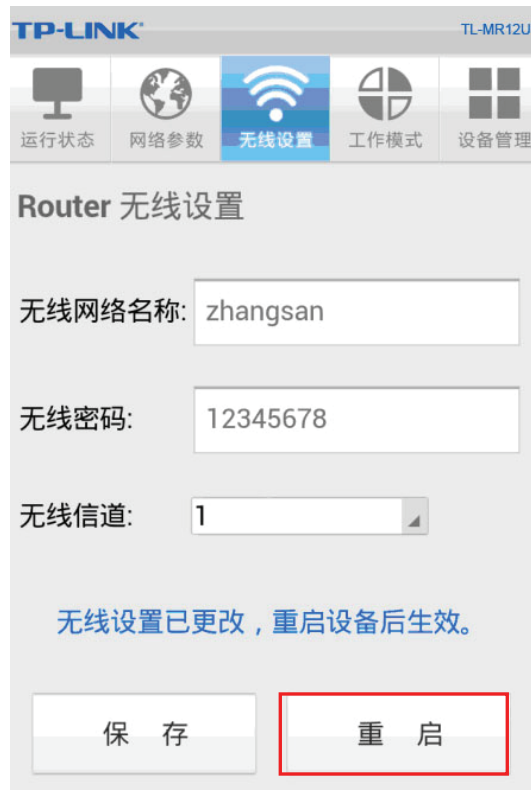 TP-LINK TL-MR12U
运行状态 网络参数 无线设置 工作模式 设备管理
Router 无线设置
无线网络名称: zhangsan
无线密码: 12345678
无线信道: 1
无线设置已更改，重启设备后生效。
保 存 重 启